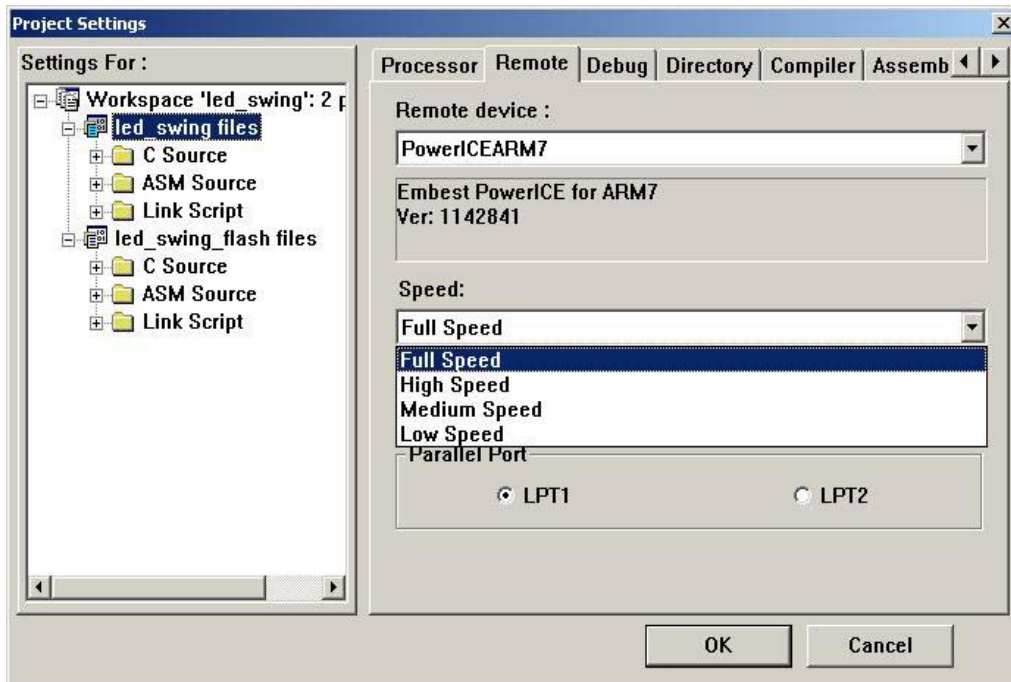 Project Settings
Settings For :
Workspace 'led_swing': 2 p
led_swing files
C Source
ASM Source
Link Script
led_swing_flash files
C Source
ASM Source
Link Script
Processor Remote Debug Directory Compiler Assemb
Remote device :
PowerICEARM7
Embest PowerICE for ARM7
Ver: 1142841
Speed:
Full Speed
Full Speed
High Speed
Medium Speed
Low Speed
Parallel Port
LPT1 LPT2
OK Cancel